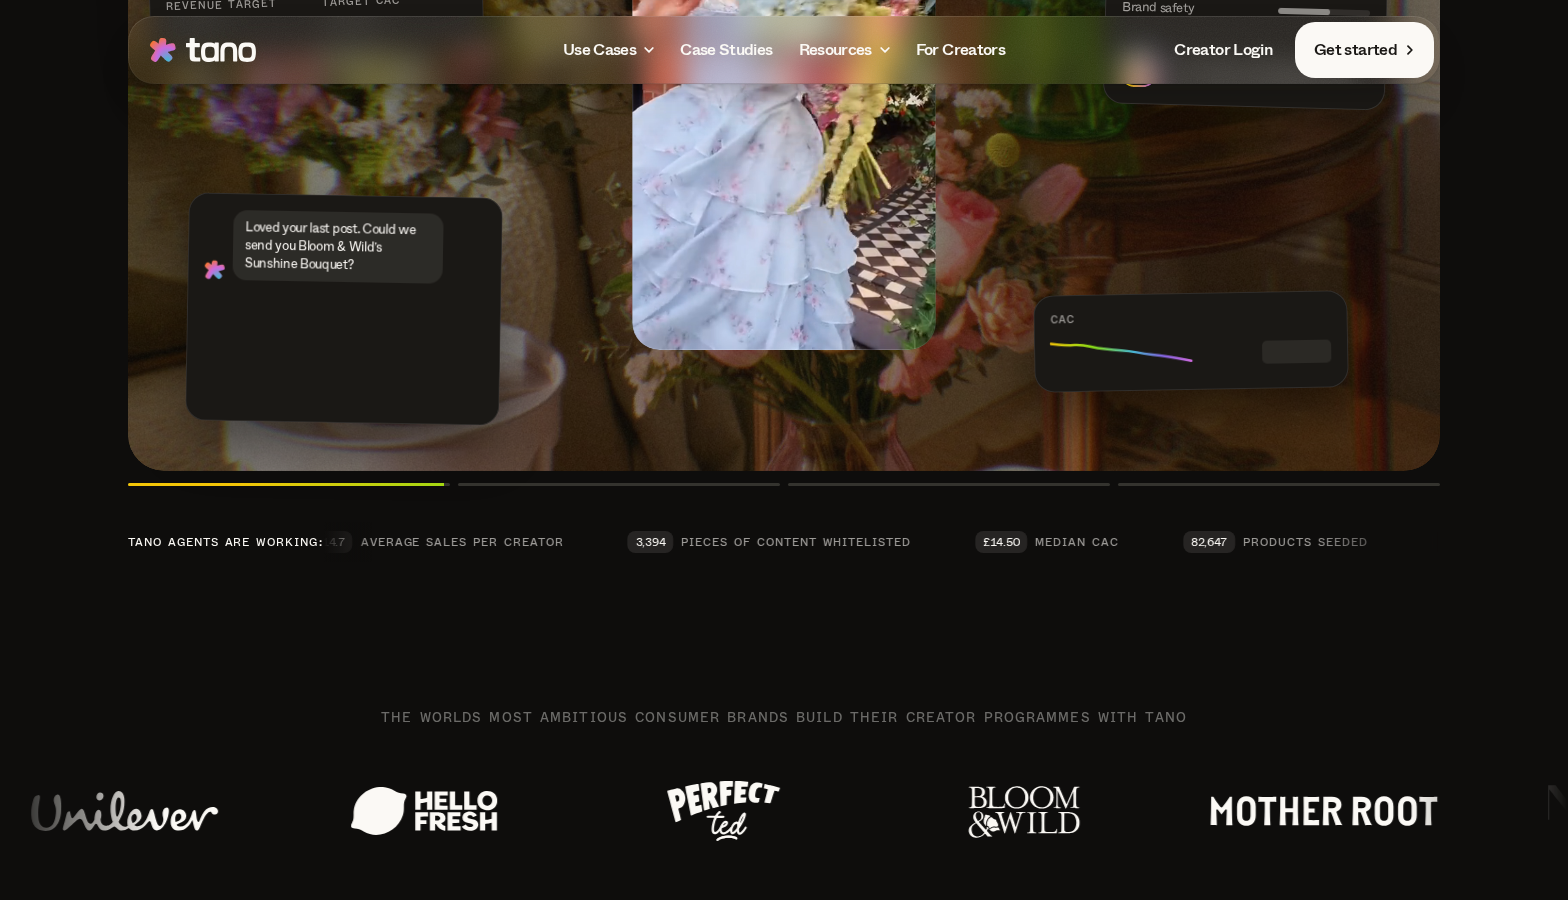 REVENUE TARGET
TARGET CAC
Brand safety
tano
Use Cases
Case Studies
Resources
For Creators
Creator Login
Get started
Loved your last post. Could we
send you Bloom & Wild's
Sunshine Bouquet?
CAC
TANO AGENTS ARE WORKING:
4.7 AVERAGE SALES PER CREATOR
3,394 PIECES OF CONTENT WHITELISTED
£14.50 MEDIAN CAC
82,647 PRODUCTS SEEDED
THE WORLDS MOST AMBITIOUS CONSUMER BRANDS BUILD THEIR CREATOR PROGRAMMES WITH TANO
Unilever
HELLO
FRESH
PERFECT
ted
BLOOM
&WILD
MOTHER ROOT